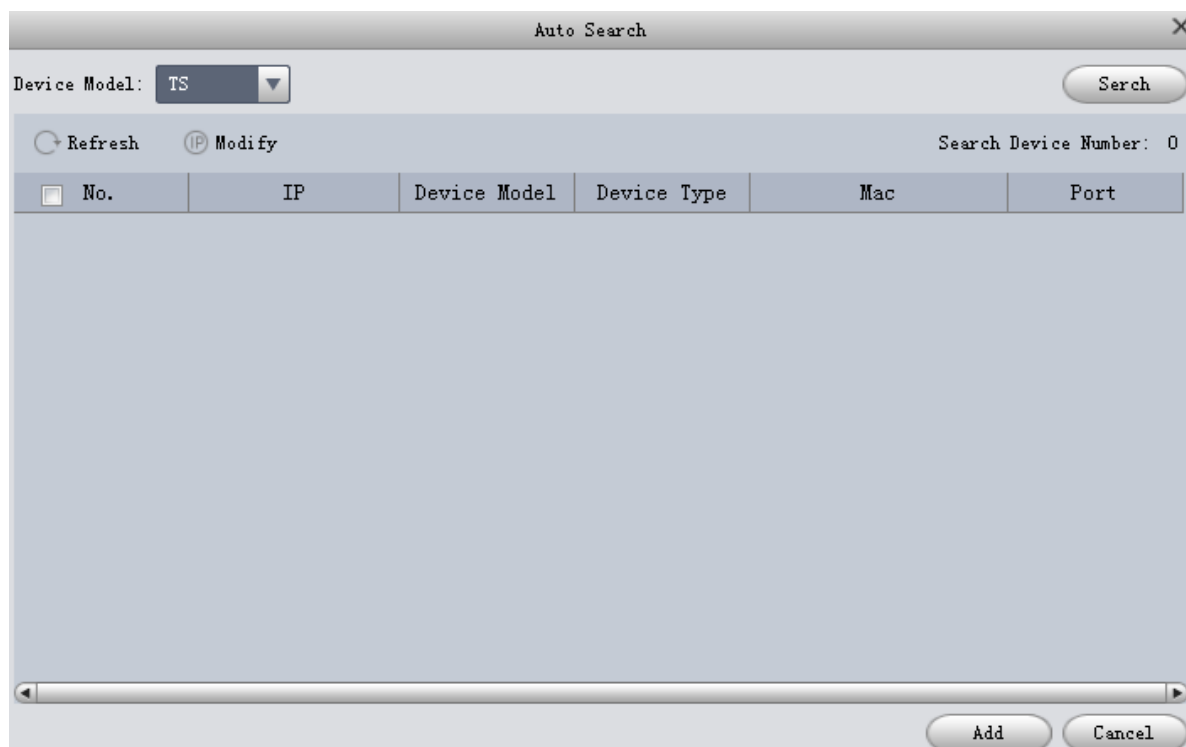 Auto Search
Device Model: TS Serch
Refresh IP Modify Search Device Number: 0
No. IP Device Model Device Type Mac Port
Add Cancel